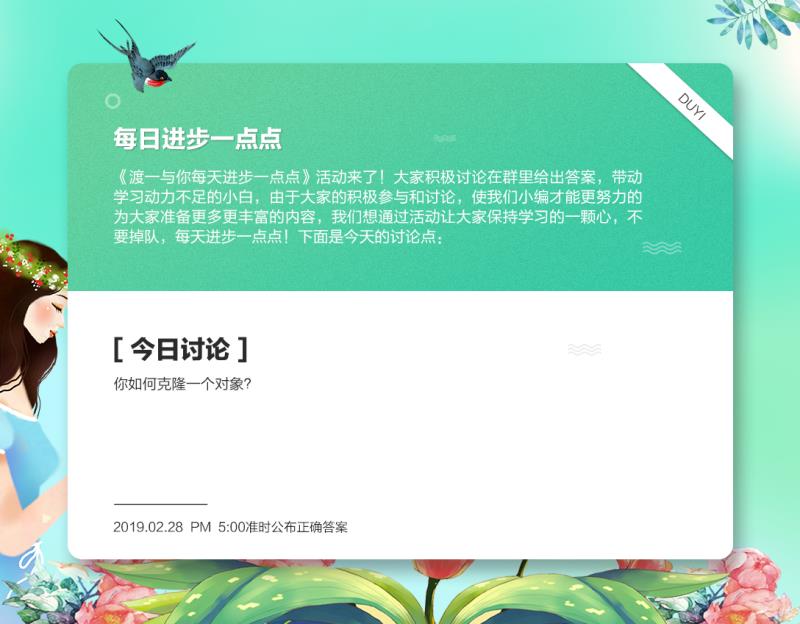 DUYI
每日进步一点点
《渡一与你每天进步一点点》活动来了！大家积极讨论在群里给出答案，带动
学习动力不足的小白，由于大家的积极参与和讨论，使我们小编才能更努力的
为大家准备更多更丰富的内容，我们想通过活动让大家保持学习的一颗心，不
要掉队，每天进步一点点！下面是今天的讨论点：
[ 今日讨论 ]
你如何克隆一个对象？
2019.02.28 PM 5:00准时公布正确答案